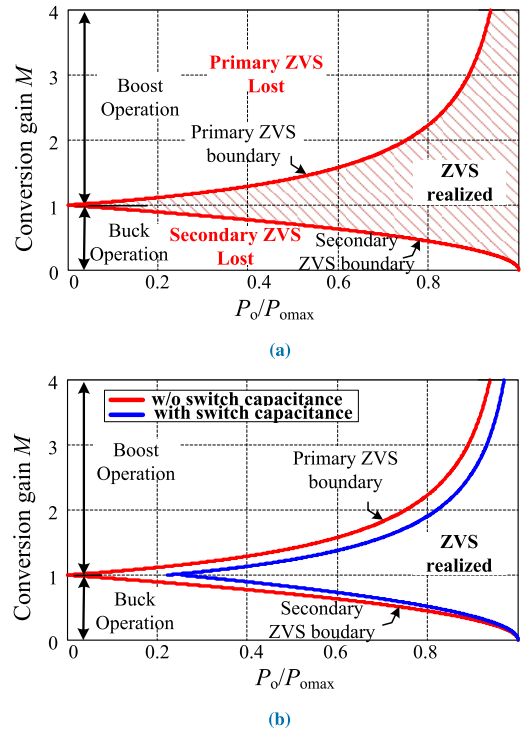 4
3
2
1
0
Conversion gain M
Boost
Operation
Primary ZVS
Lost
Primary ZVS
boundary
ZVS
realized
Buck
Operation
Secondary ZVS
Lost
Secondary
ZVS boundary
0
0.2
0.4
0.6
0.8
Po/Pomax
(a)
4
3
2
1
0
Conversion gain M
w/o switch capacitance
with switch capacitance
Boost
Operation
Primary ZVS
boundary
ZVS
realized
Buck
Operation
Secondary
ZVS boudary
0
0.2
0.4
0.6
0.8
Po/Pomax
(b)